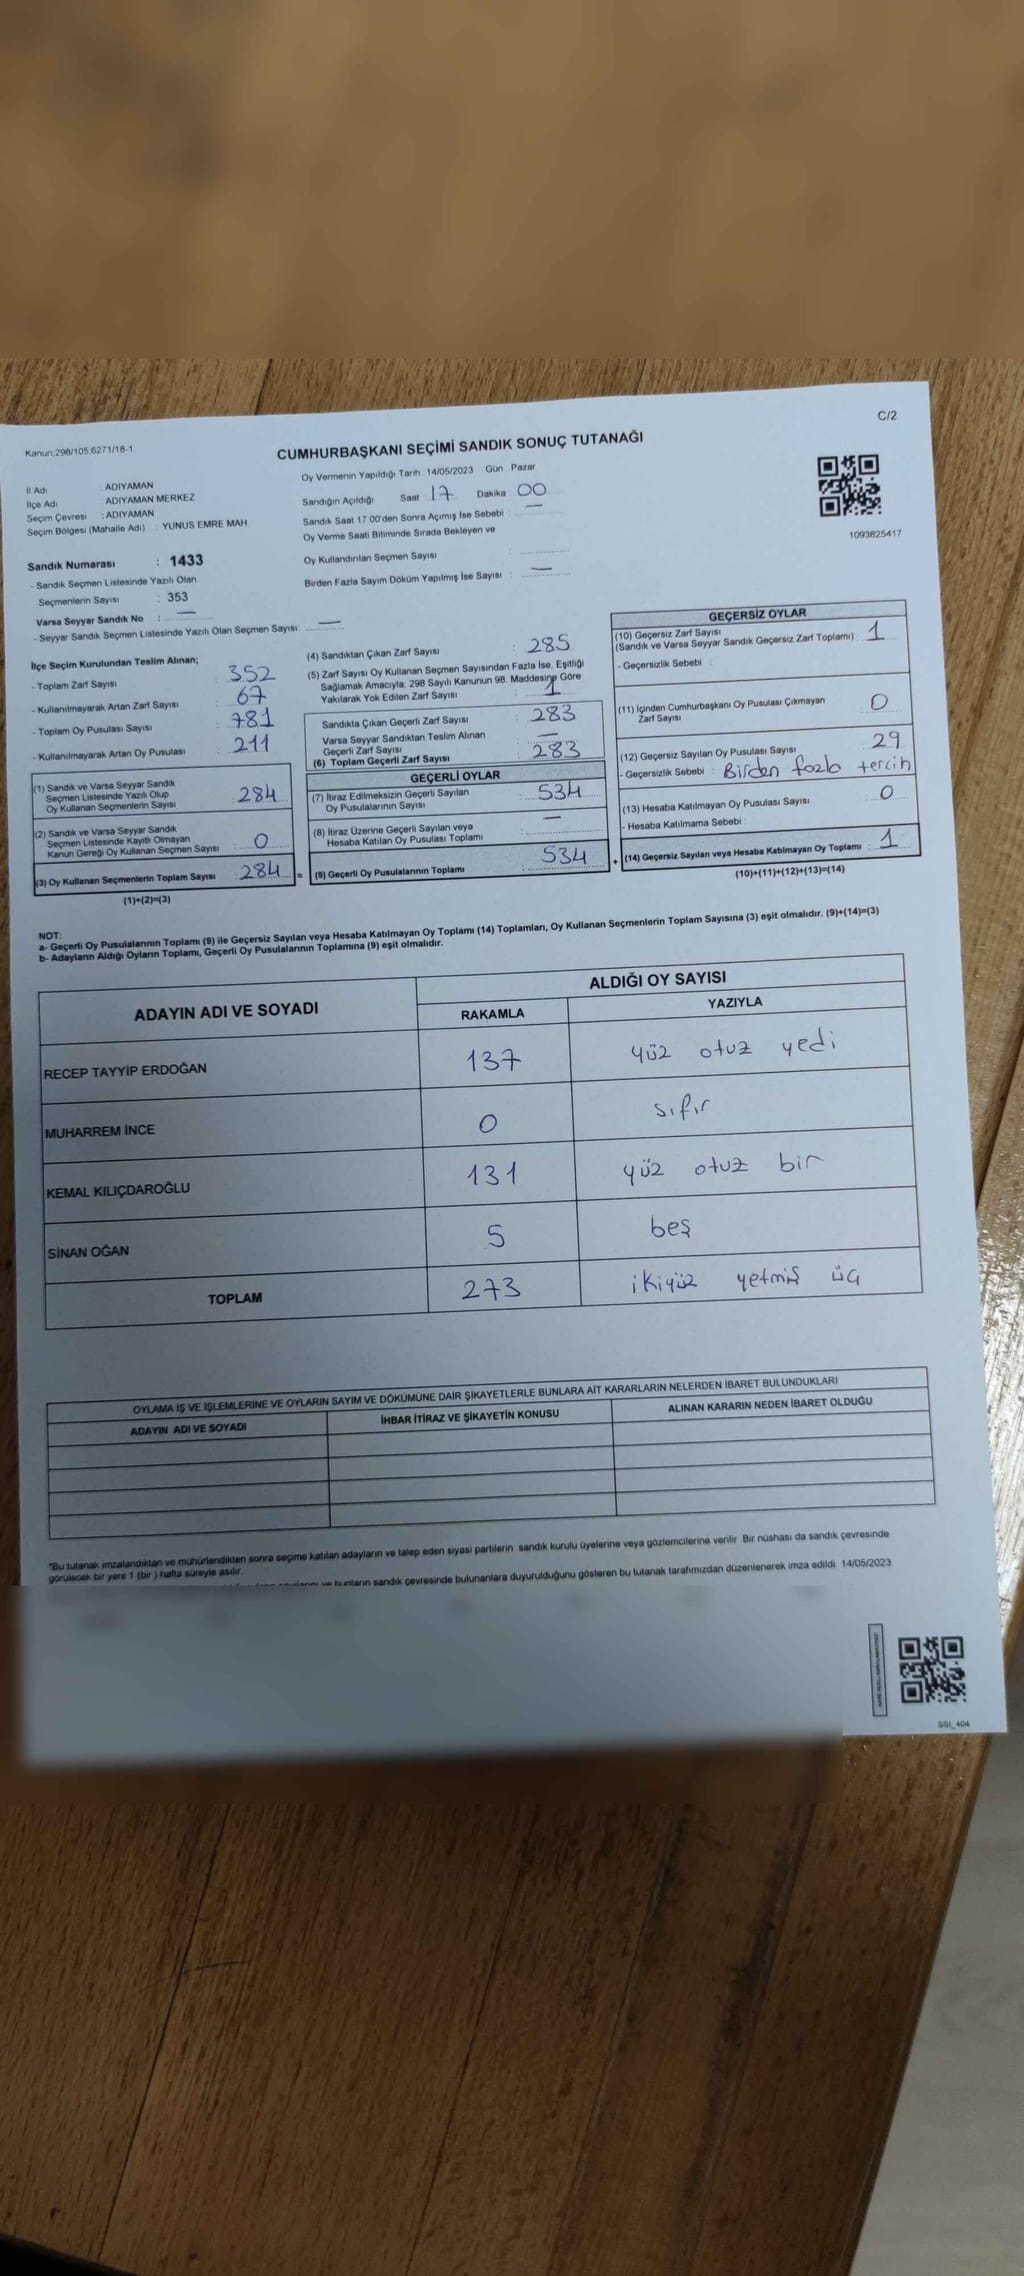 C/2
Kanun:298/105.6271/18-1
CUMHURBAŞKANI SEÇİMİ SANDIK SONUÇ TUTANAĞI
İl Adı : ADIYAMAN
İlçe Adı : ADIYAMAN MERKEZ
Seçim Çevresi : ADIYAMAN
Seçim Bölgesi (Mahalle Adı) : YUNUS EMRE MAH.
Oy Vermenin Yapıldığı Tarih : 14/05/2023 Gün : Pazar
Sandığın Açıldığı Saat 17 Dakika 00
Sandık Saat 17:00'den Sonra Açımış İse Sebebi : —
Oy Verme Saati Bitiminde Sırada Bekleyen ve
Oy Kullandırılan Seçmen Sayısı :
Birden Fazla Sayım Döküm Yapılmış İse Sayısı : —
1093825417
Sandık Numarası : 1433
- Sandık Seçmen Listesinde Yazılı Olan
Seçmenlerin Sayısı : 353
Varsa Seyyar Sandık No : —
- Seyyar Sandık Seçmen Listesinde Yazılı Olan Seçmen Sayısı: —
İlçe Seçim Kurulundan Teslim Alınan;
- Toplam Zarf Sayısı : 352
- Kullanılmayarak Artan Zarf Sayısı : 67
- Toplam Oy Pusulası Sayısı : 781
- Kullanılmayarak Artan Oy Pusulası : 211
(1) Sandık ve Varsa Seyyar Sandık
Seçmen Listesinde Yazılı Olup
Oy Kullanan Seçmenlerin Sayısı : 284
(2) Sandık ve Varsa Seyyar Sandık
Seçmen Listesinde Kayıtlı Olmayan
Kanun Gereği Oy Kullanan Seçmen Sayısı : 0
(3) Oy Kullanan Seçmenlerin Toplam Sayısı : 284 =
(1)+(2)=(3)
(4) Sandıktan Çıkan Zarf Sayısı : 285
(5) Zarf Sayısı Oy Kullanan Seçmen Sayısından Fazla İse, Eşitliği
Sağlamak Amacıyla, 298 Sayılı Kanunun 98. Maddesine Göre
Yakılarak Yok Edilen Zarf Sayısı : 1
Sandıkta Çıkan Geçerli Zarf Sayısı : 283
Varsa Seyyar Sandıktan Teslim Alınan
Geçerli Zarf Sayısı : —
(6) Toplam Geçerli Zarf Sayısı : 283
GEÇERLİ OYLAR
(7) İtiraz Edilmeksizin Geçerli Sayılan
Oy Pusulalarının Sayısı : 534
(8) İtiraz Üzerine Geçerli Sayılan veya
Hesaba Katılan Oy Pusulası Toplamı : —
(9) Geçerli Oy Pusulalarının Toplamı : 534 +
GEÇERSİZ OYLAR
(10) Geçersiz Zarf Sayısı
(Sandık ve Varsa Seyyar Sandık Geçersiz Zarf Toplamı) : 1
- Geçersizlik Sebebi :
(11) İçinden Cumhurbaşkanı Oy Pusulası Çıkmayan
Zarf Sayısı : 0
(12) Geçersiz Sayılan Oy Pusulası Sayısı : 29
- Geçersizlik Sebebi : Birden fazla tercih
(13) Hesaba Katılmayan Oy Pusulası Sayısı : 0
- Hesaba Katılmama Sebebi :
(14) Geçersiz Sayılan veya Hesaba Katılmayan Oy Toplamı : 1
(10)+(11)+(12)+(13)=(14)
NOT:
a- Geçerli Oy Pusulalarının Toplamı (9) ile Geçersiz Sayılan veya Hesaba Katılmayan Oy Toplamı (14) Toplamları, Oy Kullanan Seçmenlerin Toplam Sayısına (3) eşit olmalıdır. (9)+(14)=(3)
b- Adayların Aldığı Oyların Toplamı, Geçerli Oy Pusulalarının Toplamına (9) eşit olmalıdır.
ADAYIN ADI VE SOYADI
ALDIĞI OY SAYISI
RAKAMLA YAZIYLA
RECEP TAYYİP ERDOĞAN 137 yüz otuz yedi
MUHARREM İNCE 0 sıfır
KEMAL KILIÇDAROĞLU 131 yüz otuz bir
SİNAN OĞAN 5 beş
TOPLAM 273 ikiyüz yetmiş üç
OYLAMA İŞ VE İŞLEMLERİNE VE OYLARIN SAYIM VE DÖKÜMÜNE DAİR ŞİKAYETLERLE BUNLARA AİT KARARLARIN NELERDEN İBARET BULUNDUKLARI
ADAYIN ADI VE SOYADI İHBAR İTİRAZ VE ŞİKAYETİN KONUSU ALINAN KARARIN NEDEN İBARET OLDUĞU
*Bu tutanak imzalandıktan ve mühürlendikten sonra seçime katılan adayların ve talep eden siyasi partilerin sandık kurulu üyelerine veya gözlemcilerine verilir. Bir nüshası da sandık çevresinde
görülecek bir yere 1 (bir) hafta süreyle asılır.
ve bunların sandık çevresinde bulunanlara duyurulduğunu gösteren bu tutanak tarafımızdan düzenlenerek imza edildi. 14/05/2023
SSI_404